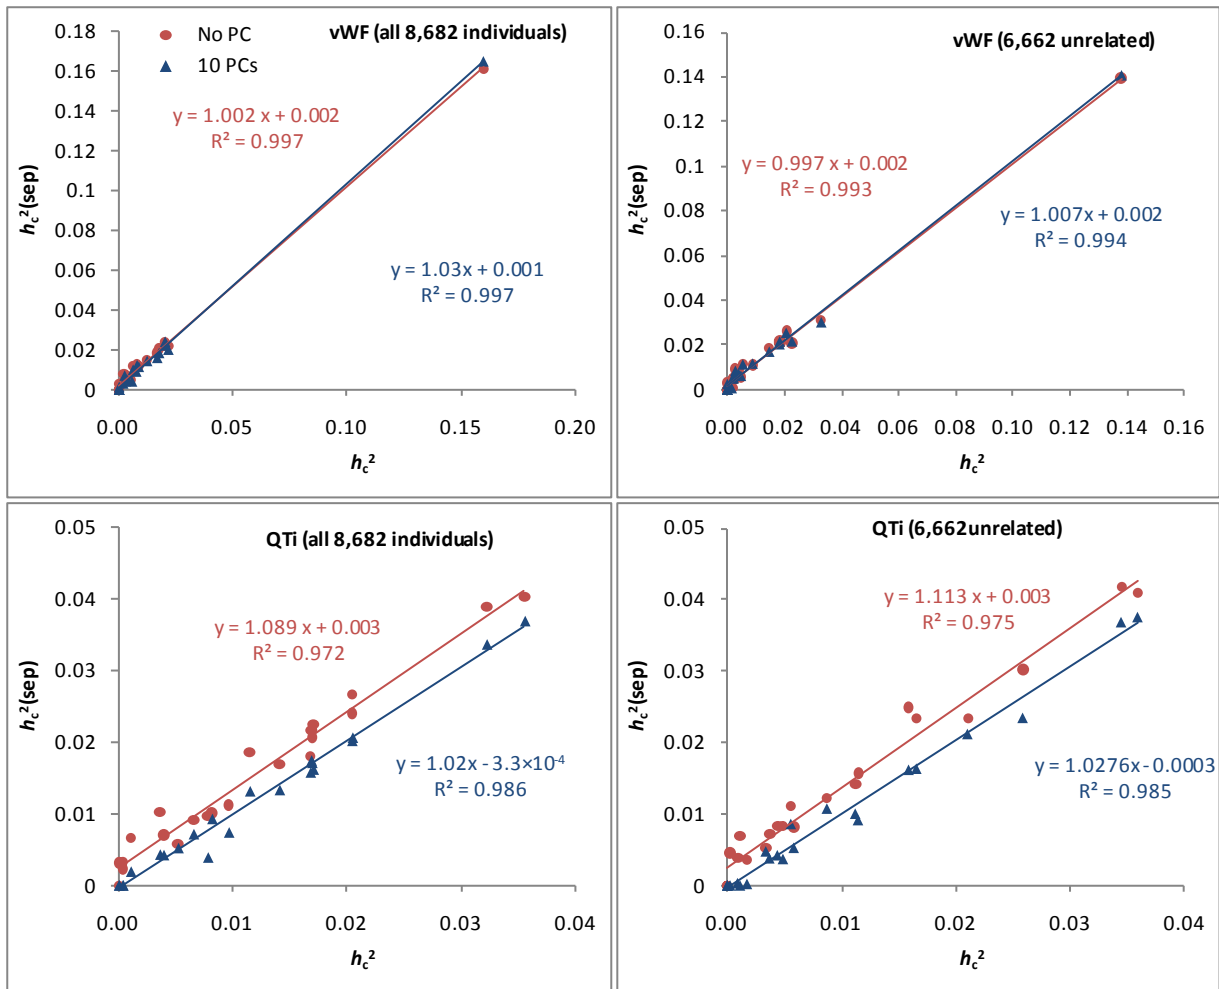 vWF (all 8,682 individuals)
No PC
10 PCs
y = 1.002 x + 0.002
R² = 0.997
y = 1.03x + 0.001
R² = 0.997
hc²(sep)
0.18
0.16
0.14
0.12
0.1
0.08
0.06
0.04
0.02
0
0.00 0.05 0.10 0.15 0.20
hc²
vWF (6,662 unrelated)
y = 0.997x + 0.002
R² = 0.993
y = 1.007x + 0.002
R² = 0.994
hc²(sep)
0.16
0.14
0.12
0.1
0.08
0.06
0.04
0.02
0
0.00 0.02 0.04 0.06 0.08 0.10 0.12 0.14 0.16
hc²
QTi (all 8,682 individuals)
y = 1.089x + 0.003
R² = 0.972
y = 1.02x - 3.3×10⁻⁴
R² = 0.986
hc²(sep)
0.05
0.04
0.03
0.02
0.01
0
0.00 0.01 0.02 0.03 0.04
hc²
QTi (6,662unrelated)
y = 1.113 x + 0.003
R² = 0.975
y = 1.0276x-0.0003
R² = 0.985
hc²(sep)
0.05
0.04
0.03
0.02
0.01
0
0.00 0.01 0.02 0.03 0.04
hc²